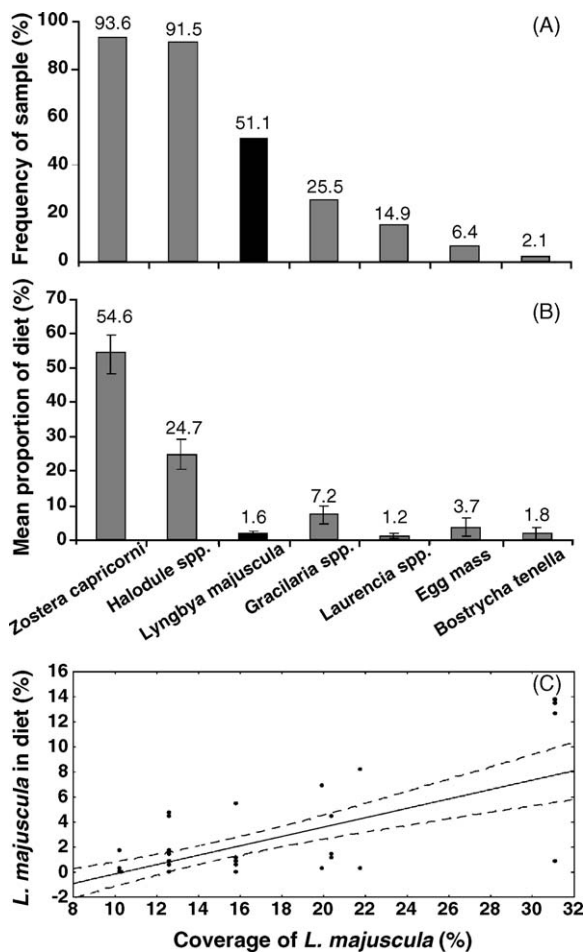 (A)
Frequency of sample (%)
100
80
60
40
20
0
93.6
91.5
51.1
25.5
14.9
6.4
2.1
(B)
Mean proportion of diet (%)
70
60
50
40
30
20
10
0
54.6
24.7
1.6
7.2
1.2
3.7
1.8
Zostera capricorni
Halodule spp.
Lyngbya majuscula
Gracilaria spp.
Laurencia spp.
Egg mass
Bostrycha tenella
(C)
L. majuscula in diet (%)
16
14
12
10
8
6
4
2
0
-2
8 10 12 14 16 18 20 22 24 26 28 30 32
Coverage of L. majuscula (%)